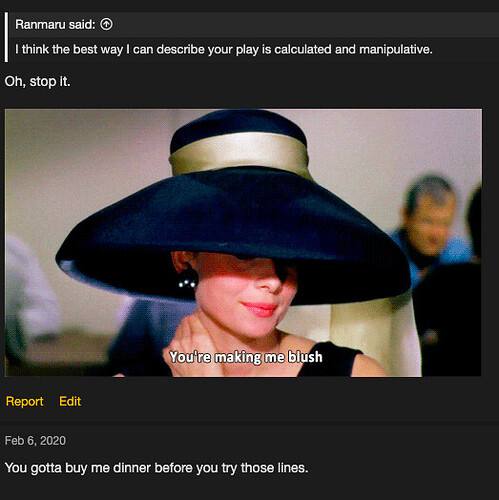 Ranmaru said:
I think the best way I can describe your play is calculated and manipulative.
Oh, stop it.
You're making me blush
Report Edit
Feb 6, 2020
You gotta buy me dinner before you try those lines.